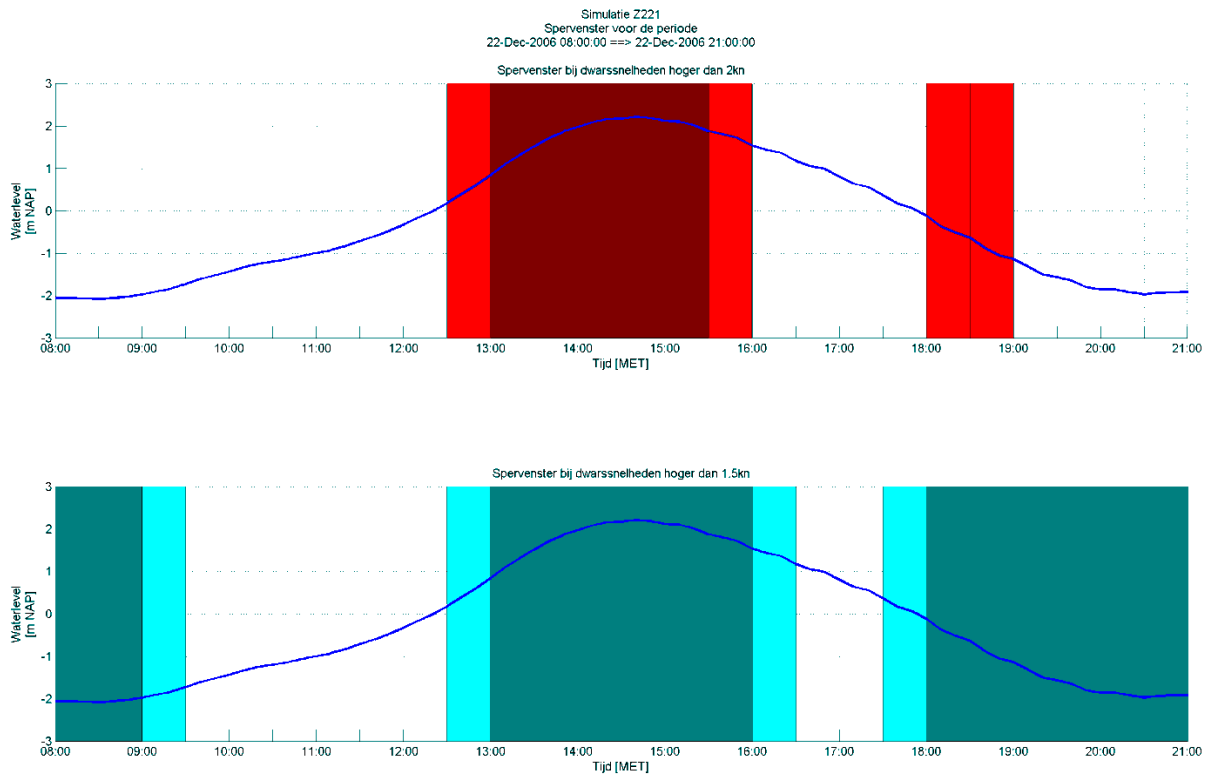 Simulatie Z221
Spervenster voor de periode
22-Dec-2006 08:00:00 ==> 22-Dec-2006 21:00:00
Spervenster bij dwarssnelheden hoger dan 2kn
3
2
1
0
-1
-2
-3
Waterlevel
[m NAP]
08:00 09:00 10:00 11:00 12:00 13:00 14:00 15:00 16:00 17:00 18:00 19:00 20:00 21:00
Tijd [MET]
Spervenster bij dwarssnelheden hoger dan 1.5kn
3
2
1
0
-1
-2
-3
Waterlevel
[m NAP]
08:00 09:00 10:00 11:00 12:00 13:00 14:00 15:00 16:00 17:00 18:00 19:00 20:00 21:00
Tijd [MET]